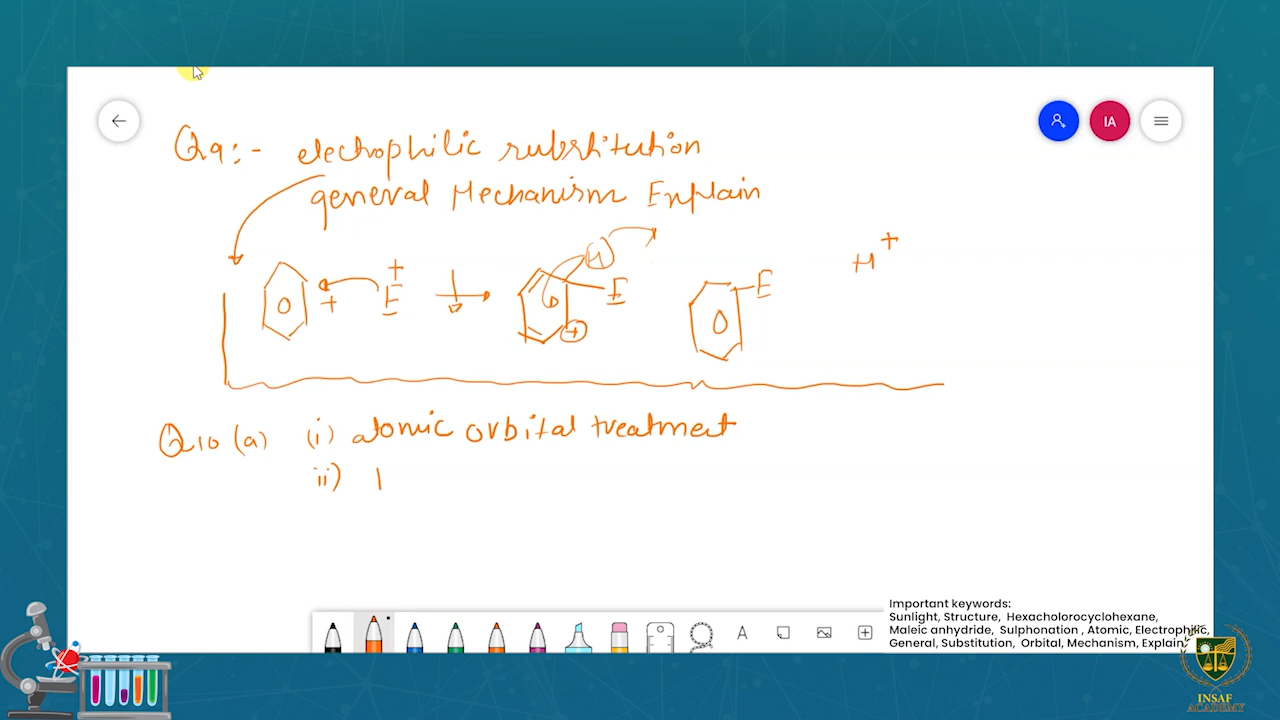 Q9:- electrophilic substitution
general Mechanism Explain
+ E+
H
E
+
E
H+
Q10 (a) (i) atomic orbital treatment
ii)
IA
A
Important keywords:
Sunlight, Structure, Hexacholorocyclohexane,
Maleic anhydride, Sulphonation , Atomic, Electrophilic,
General, Substitution, Orbital, Mechanism, Explain
INSAF
ACADEMY